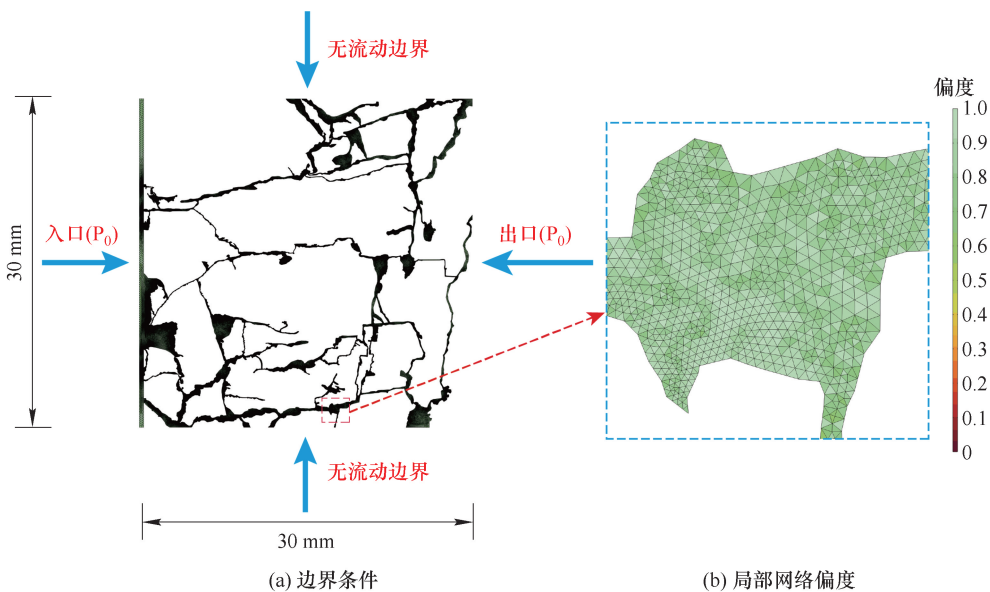 无流动边界
入口(P₀)
30 mm
出口(P₀)
无流动边界
30 mm
(a) 边界条件
偏度
1.0
0.9
0.8
0.7
0.6
0.5
0.4
0.3
0.2
0.1
0
(b) 局部网络偏度